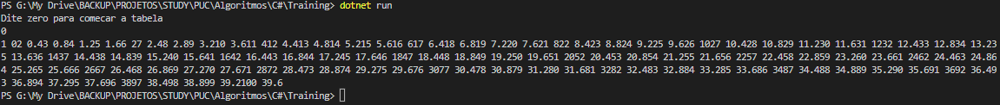 PS G:\My Drive\BACKUP\PROJETOS\STUDY\PUC\Algoritmos\C#\Training> dotnet run
Dite zero para comecar a tabela
0
1 02 0.43 0.84 1.25 1.66 27 2.48 2.89 3.210 3.611 412 4.413 4.814 5.215 5.616 617 6.418 6.819 7.220 7.621 822 8.423 8.824 9.225 9.626 1027 10.428 10.829 11.230 11.631 1232 12.433 12.834 13.23
5 13.636 1437 14.438 14.839 15.240 15.641 1642 16.443 16.844 17.245 17.646 1847 18.448 18.849 19.250 19.651 2052 20.453 20.854 21.255 21.656 2257 22.458 22.859 23.260 23.661 2462 24.463 24.86
4 25.265 25.666 2667 26.468 26.869 27.270 27.671 2872 28.473 28.874 29.275 29.676 3077 30.478 30.879 31.280 31.681 3282 32.483 32.884 33.285 33.686 3487 34.488 34.889 35.290 35.691 3692 36.49
3 36.894 37.295 37.696 3897 38.498 38.899 39.2100 39.6
PS G:\My Drive\BACKUP\PROJETOS\STUDY\PUC\Algoritmos\C#\Training>